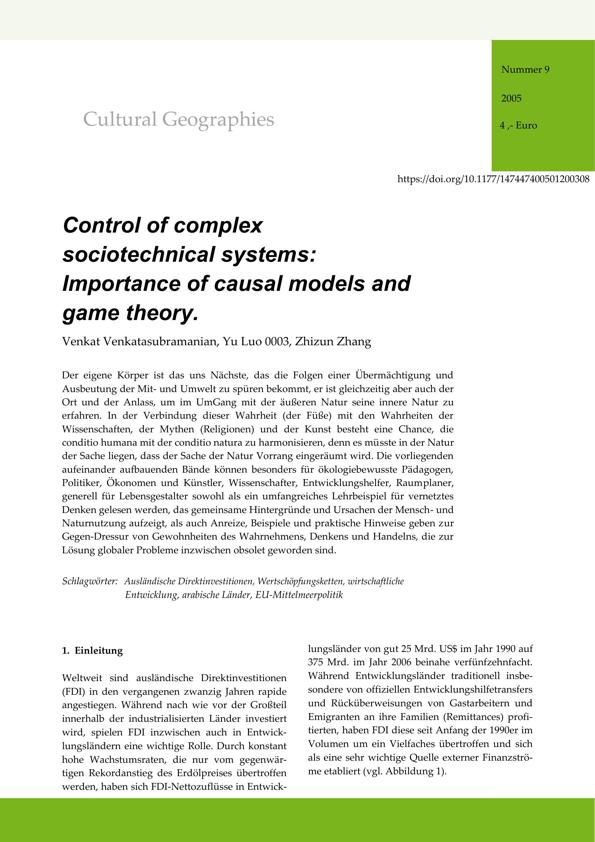 Nummer 9
2005
4 ,- Euro
Cultural Geographies
https://doi.org/10.1177/147447400501200308
Control of complex
sociotechnical systems:
Importance of causal models and
game theory.
Venkat Venkatasubramanian, Yu Luo 0003, Zhizun Zhang
Der eigene Körper ist das uns Nächste, das die Folgen einer Übermächtigung und
Ausbeutung der Mit- und Umwelt zu spüren bekommt, er ist gleichzeitig aber auch der
Ort und der Anlass, um im UmGang mit der äußeren Natur seine innere Natur zu
erfahren. In der Verbindung dieser Wahrheit (der Füße) mit den Wahrheiten der
Wissenschaften, der Mythen (Religionen) und der Kunst besteht eine Chance, die
conditio humana mit der conditio natura zu harmonisieren, denn es müsste in der Natur
der Sache liegen, dass der Sache der Natur Vorrang eingeräumt wird. Die vorliegenden
aufeinander aufbauenden Bände können besonders für ökologiebewusste Pädagogen,
Politiker, Ökonomen und Künstler, Wissenschafter, Entwicklungshelfer, Raumplaner,
generell für Lebensgestalter sowohl als ein umfangreiches Lehrbeispiel für vernetztes
Denken gelesen werden, das gemeinsame Hintergründe und Ursachen der Mensch- und
Naturnutzung aufzeigt, als auch Anreize, Beispiele und praktische Hinweise geben zur
Gegen-Dressur von Gewohnheiten des Wahrnehmens, Denkens und Handelns, die zur
Lösung globaler Probleme inzwischen obsolet geworden sind.
Schlagwörter: Ausländische Direktinvestitionen, Wertschöpfungsketten, wirtschaftliche
Entwicklung, arabische Länder, EU-Mittelmeerpolitik
1. Einleitung
Weltweit sind ausländische Direktinvestitionen
(FDI) in den vergangenen zwanzig Jahren rapide
angestiegen. Während nach wie vor der Großteil
innerhalb der industrialisierten Länder investiert
wird, spielen FDI inzwischen auch in Entwick-
lungsländern eine wichtige Rolle. Durch konstant
hohe Wachstumsraten, die nur vom gegenwär-
tigen Rekordanstieg des Erdölpreises übertroffen
werden, haben sich FDI-Nettozuflüsse in Entwick-
lungsländer von gut 25 Mrd. US$ im Jahr 1990 auf
375 Mrd. im Jahr 2006 beinahe verfünfzehnfacht.
Während Entwicklungsländer traditionell insbe-
sondere von offiziellen Entwicklungshilfetransfers
und Rücküberweisungen von Gastarbeitern und
Emigranten an ihre Familien (Remittances) profi-
tierten, haben FDI diese seit Anfang der 1990er im
Volumen um ein Vielfaches übertroffen und sich
als eine sehr wichtige Quelle externer Finanzströ-
me etabliert (vgl. Abbildung 1).